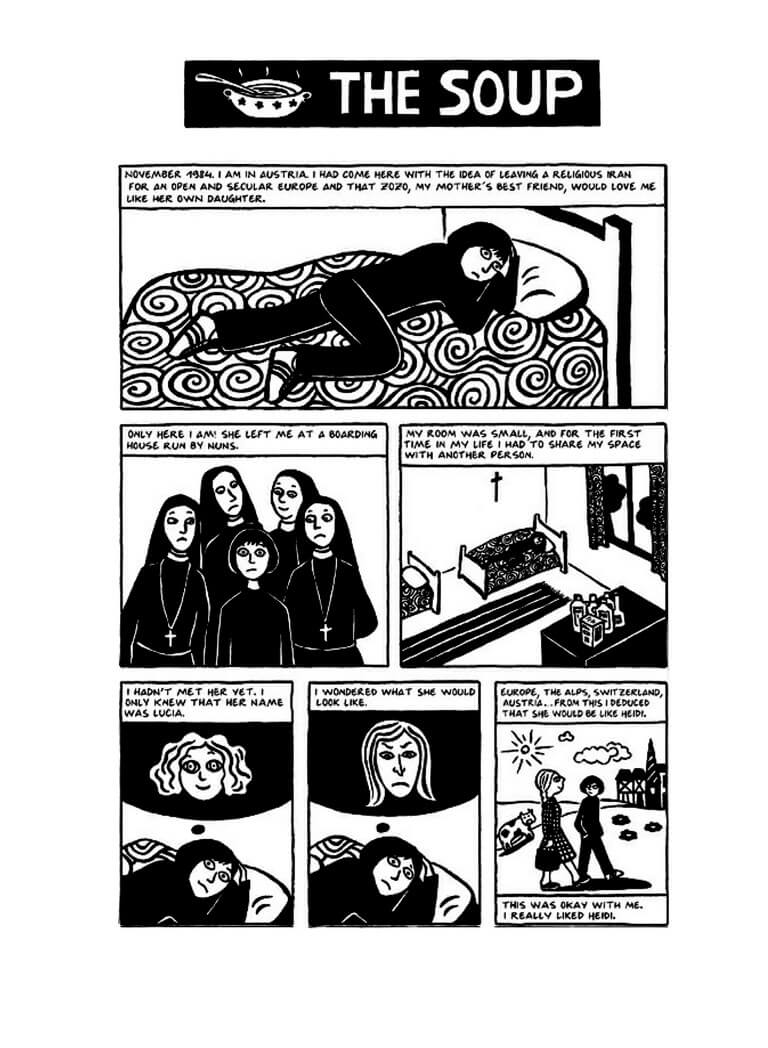 THE SOUP
NOVEMBER 1984. I AM IN AUSTRIA. I HAD COME HERE WITH THE IDEA OF LEAVING A RELIGIOUS IRAN
FOR AN OPEN AND SECULAR EUROPE AND THAT ZOZO, MY MOTHER'S BEST FRIEND, WOULD LOVE ME
LIKE HER OWN DAUGHTER.
ONLY HERE I AM! SHE LEFT ME AT A BOARDING
HOUSE RUN BY NUNS.
MY ROOM WAS SMALL, AND FOR THE FIRST
TIME IN MY LIFE I HAD TO SHARE MY SPACE
WITH ANOTHER PERSON.
I HADN'T MET HER YET. I
ONLY KNEW THAT HER NAME
WAS LUCIA.
I WONDERED WHAT SHE WOULD
LOOK LIKE.
EUROPE, THE ALPS, SWITZERLAND,
AUSTRIA...FROM THIS I DEDUCED
THAT SHE WOULD BE LIKE HEIDI.
THIS WAS OKAY WITH ME.
I REALLY LIKED HEIDI.